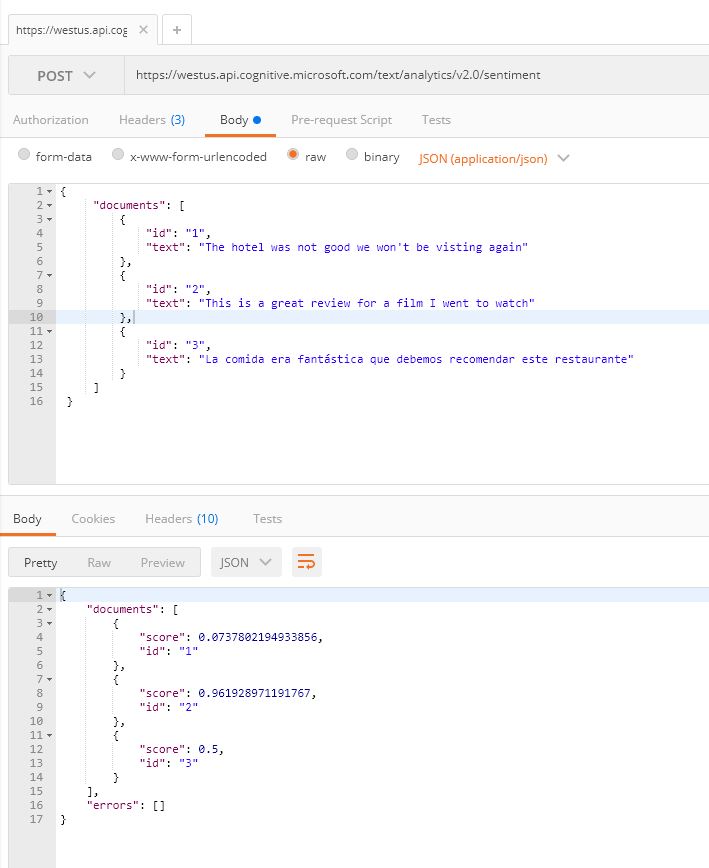 https://westus.api.cog × +
POST https://westus.api.cognitive.microsoft.com/text/analytics/v2.0/sentiment
Authorization Headers (3) Body Pre-request Script Tests
form-data x-www-form-urlencoded raw binary JSON (application/json)
1 {
2 "documents": [
3 {
4 "id": "1",
5 "text": "The hotel was not good we won't be visting again"
6 },
7 {
8 "id": "2",
9 "text": "This is a great review for a film I went to watch"
10 },
11 {
12 "id": "3",
13 "text": "La comida era fantástica que debemos recomendar este restaurante"
14 }
15 ]
16 }
Body Cookies Headers (10) Tests
Pretty Raw Preview JSON
1 {
2 "documents": [
3 {
4 "score": 0.0737802194933856,
5 "id": "1"
6 },
7 {
8 "score": 0.961928971191767,
9 "id": "2"
10 },
11 {
12 "score": 0.5,
13 "id": "3"
14 }
15 ],
16 "errors": []
17 }